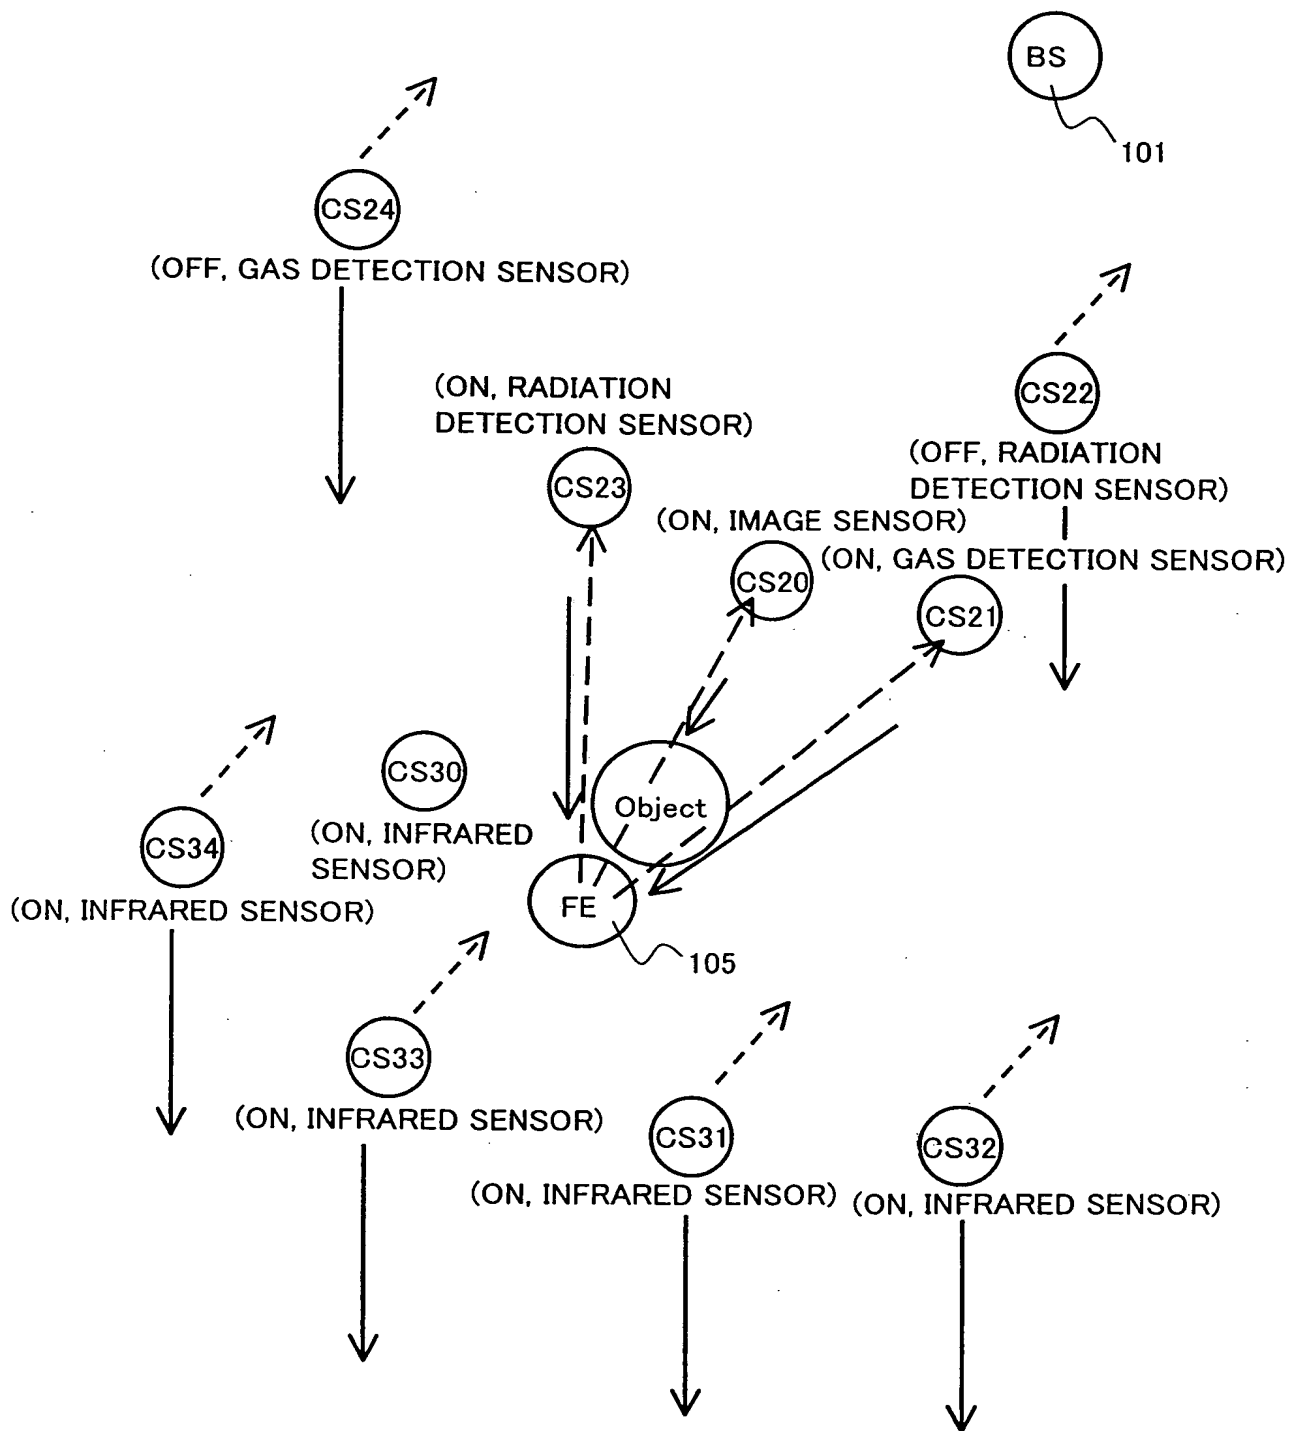 BS
101
CS24
(OFF, GAS DETECTION SENSOR)
(ON, RADIATION
DETECTION SENSOR)
CS22
(OFF, RADIATION
DETECTION SENSOR)
CS23
(ON, IMAGE SENSOR)
(ON, GAS DETECTION SENSOR)
CS20
CS21
CS30
(ON, INFRARED
SENSOR)
Object
CS34
(ON, INFRARED SENSOR)
FE
105
CS33
(ON, INFRARED SENSOR)
CS31
(ON, INFRARED SENSOR)
CS32
(ON, INFRARED SENSOR)